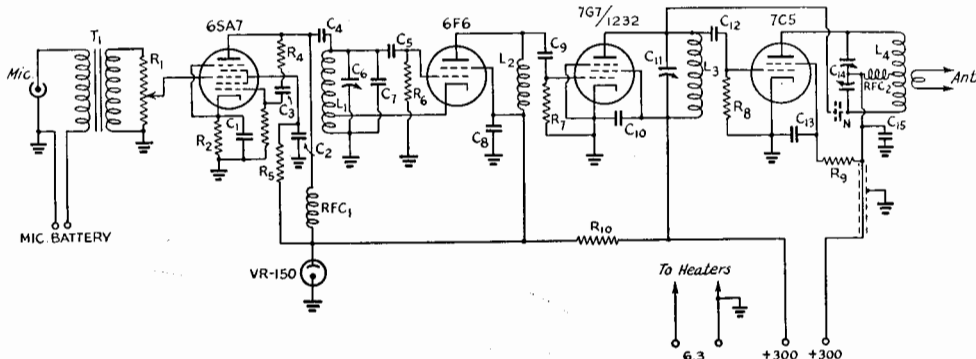 6SA7
6F6
7G7/1232
7C5
Mic.
T1
R1
R2
C1
R4
C3
R5
C2
RFC1
C4
L1
C6
C7
C5
R6
C8
L2
C9
R7
C10
C11
L3
C12
R8
C13
C14
RFC2
L4
N
C15
R9
Ant.
MIC. BATTERY
VR-150
R10
To Heaters
6.3
+300
+300